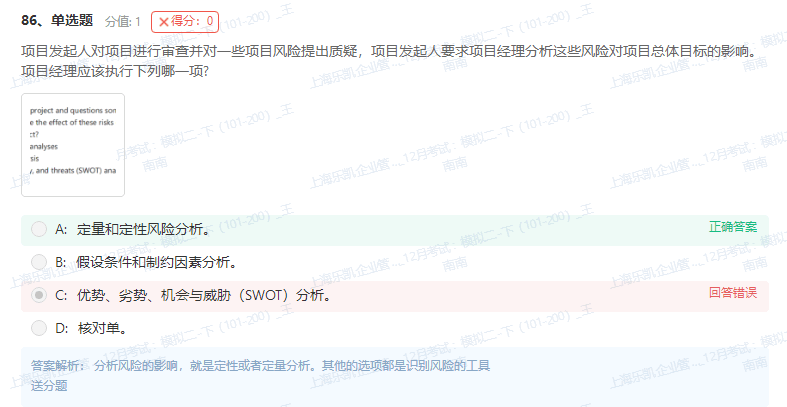 86、单选题 分值: 1 ×得分：0
项目发起人对项目进行审查并对一些项目风险提出质疑，项目发起人要求项目经理分析这些风险对项目总体目标的影响。
项目经理应该执行下列哪一项?
project and questions son
e the effect of these risks
ct?
analyses
sis
y, and threats (SWOT) ana
A: 定量和定性风险分析。 正确答案
B: 假设条件和制约因素分析。
C: 优势、劣势、机会与威胁（SWOT）分析。 回答错误
D: 核对单。
答案解析： 分析风险的影响，就是定性或者定量分析。其他的选项都是识别风险的工具
送分题
上海乐凯企业管..._12月考试：模拟二-下（101-200）_王
南南